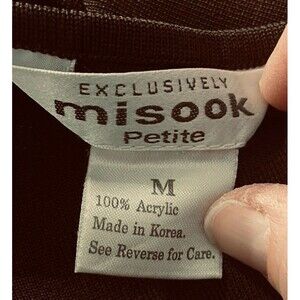 EXCLUSIVELY
misook
Petite
M
100% Acrylic
Made in Korea.
See Reverse for Care.